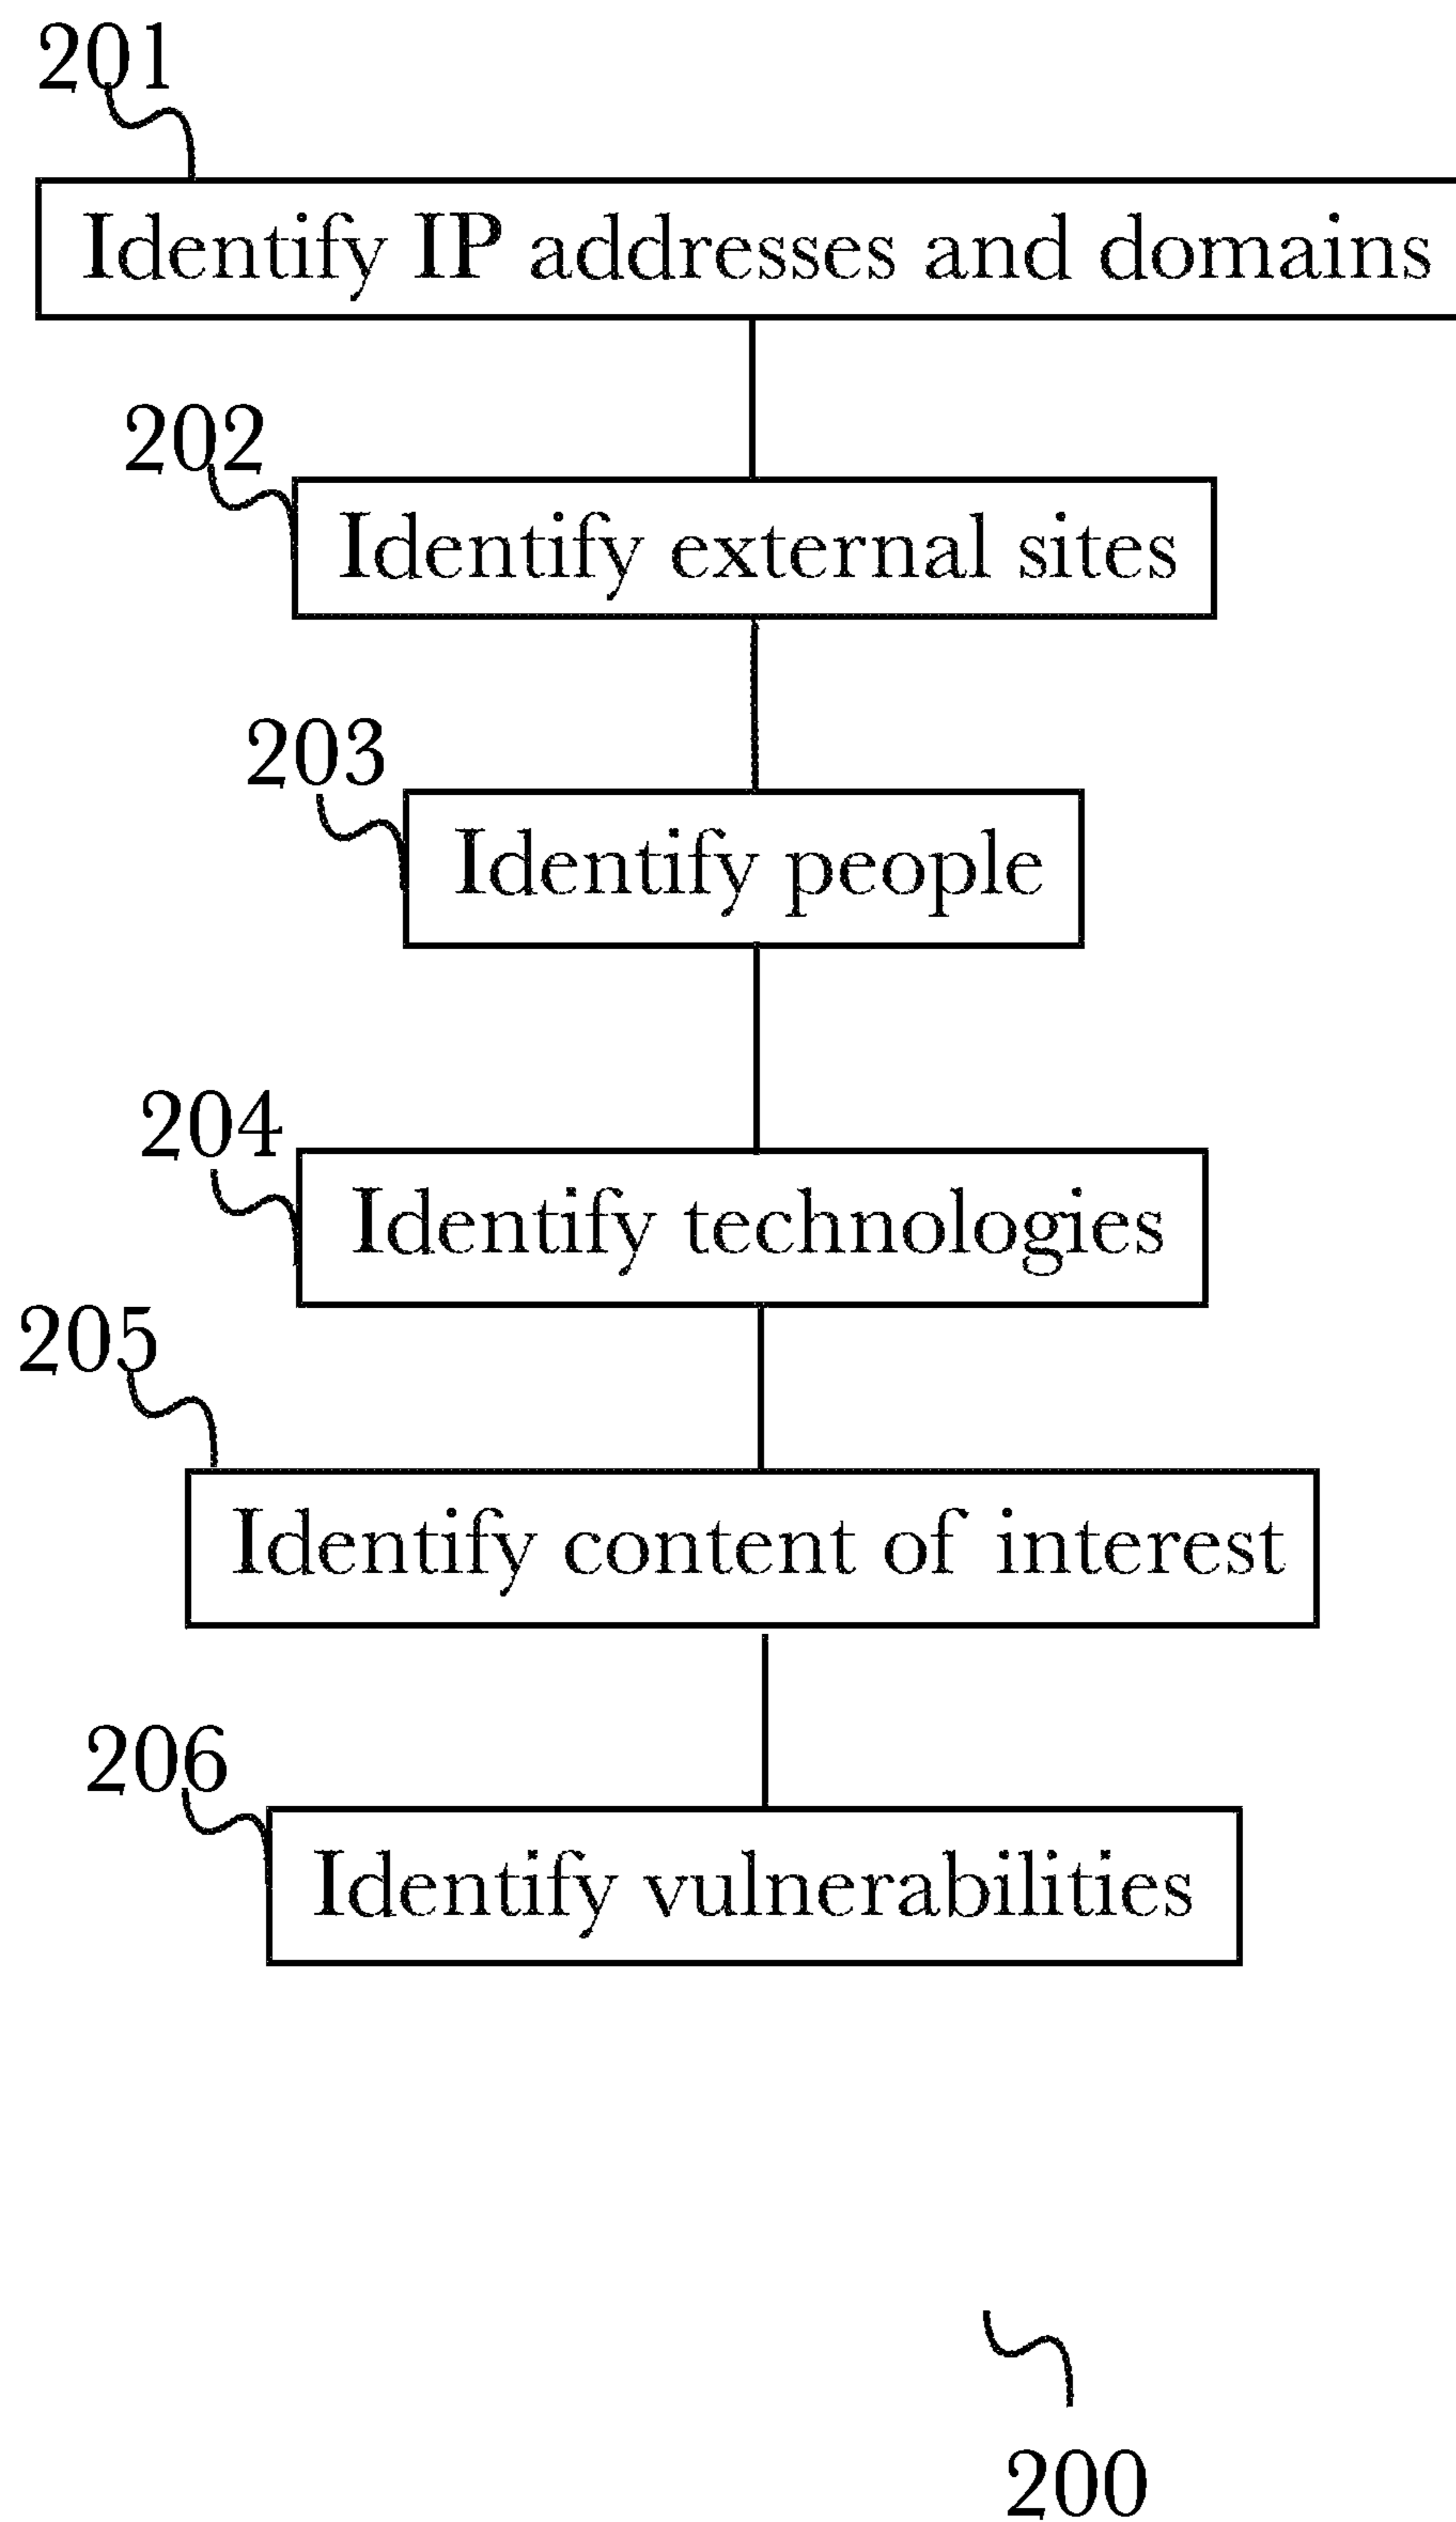 201
Identify IP addresses and domains
202
Identify external sites
203
Identify people
204
Identify technologies
205
Identify content of interest
206
Identify vulnerabilities
200